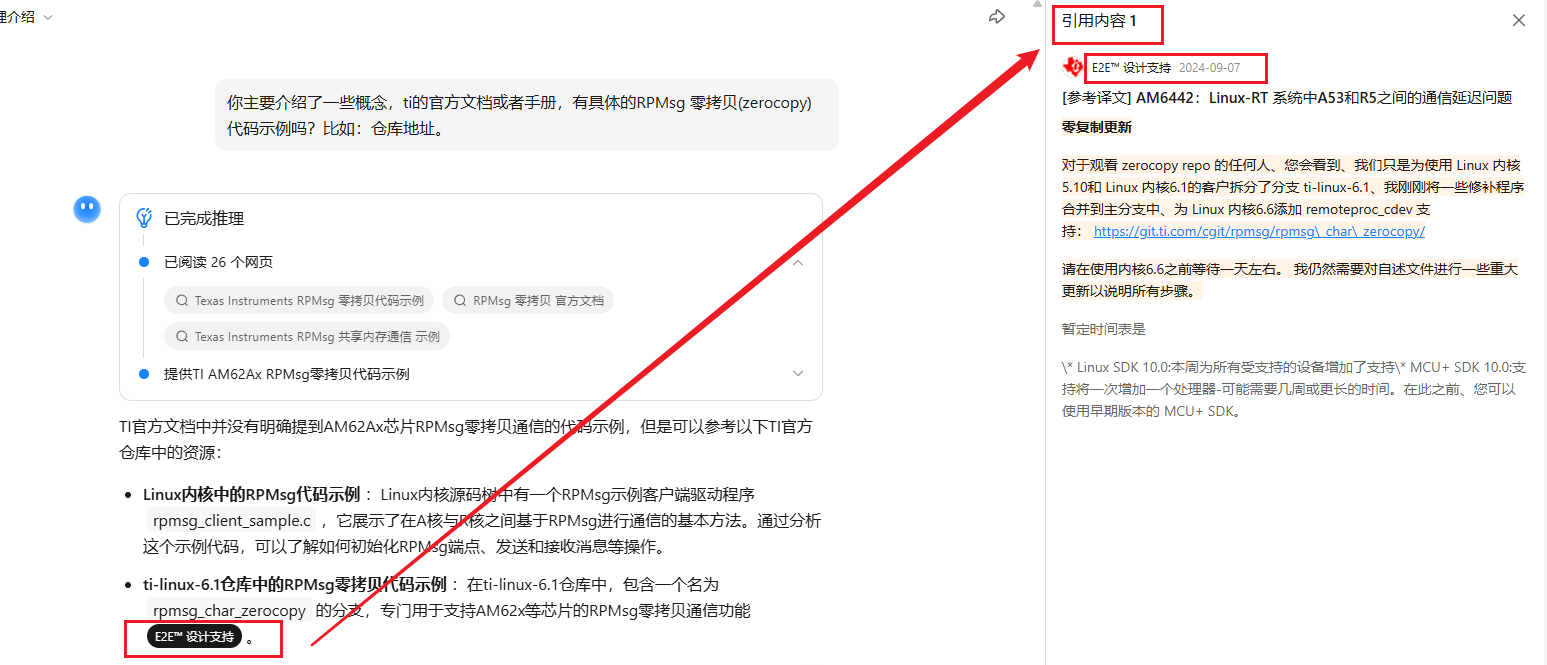 理介绍
你主要介绍了一些概念，ti的官方文档或者手册，有具体的RPMsg 零拷贝(zerocopy)
代码示例吗？比如：仓库地址。
已完成推理
已阅读 26 个网页
Texas Instruments RPMsg 零拷贝代码示例
RPMsg 零拷贝 官方文档
Texas Instruments RPMsg 共享内存通信 示例
提供TI AM62Ax RPMsg零拷贝代码示例
TI官方文档中并没有明确提到AM62Ax芯片RPMsg零拷贝通信的代码示例，但是可以参考以下TI官方
仓库中的资源：
• Linux内核中的RPMsg代码示例 ：Linux内核源码树中有一个RPMsg示例客户端驱动程序
rpmsg_client_sample.c ，它展示了在A核与R核之间基于RPMsg进行通信的基本方法。通过分析
这个示例代码，可以了解如何初始化RPMsg端点、发送和接收消息等操作。
• ti-linux-6.1仓库中的RPMsg零拷贝代码示例 ：在ti-linux-6.1仓库中，包含一个名为
rpmsg_char_zerocopy 的分支，专门用于支持AM62x等芯片的RPMsg零拷贝通信功能
E2E™ 设计支持 。
引用内容 1
E2E™ 设计支持 2024-09-07
[参考译文] AM6442：Linux-RT 系统中A53和R5之间的通信延迟问题
零复制更新
对于观看 zerocopy repo 的任何人、您会看到、我们只是为使用 Linux 内核
5.10和 Linux 内核6.1的客户拆分了分支 ti-linux-6.1、我刚刚将一些修补程序
合并到主分支中、为 Linux 内核6.6添加 remoteproc_cdev 支
持： https://git.ti.com/cgit/rpmsg/rpmsg\_char\_zerocopy/
请在使用内核6.6之前等待一天左右。 我仍然需要对自述文件进行一些重大
更新以说明所有步骤。
暂定时间表是
\* Linux SDK 10.0:本周为所有受支持的设备增加了支持\* MCU+ SDK 10.0:支
持将一次增加一个处理器-可能需要几周或更长的时间。在此之前、您可以
使用早期版本的 MCU+ SDK。